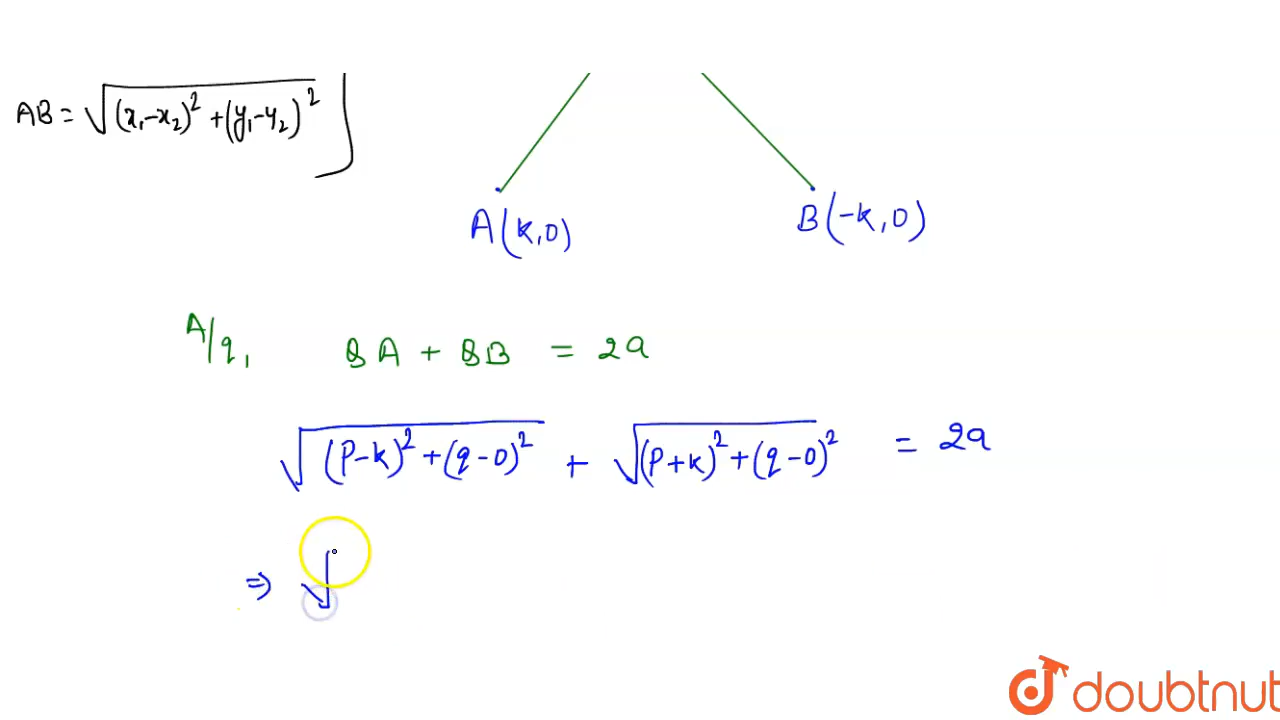 AB = √(x₁-x₂)² + (y₁-y₂)²
A(k,0)
B(-k,0)
A/q, QA + QB = 2a
√(P-k)² + (q-0)² + √(P+k)² + (q-0)² = 2a
⇒ √
doubtnut